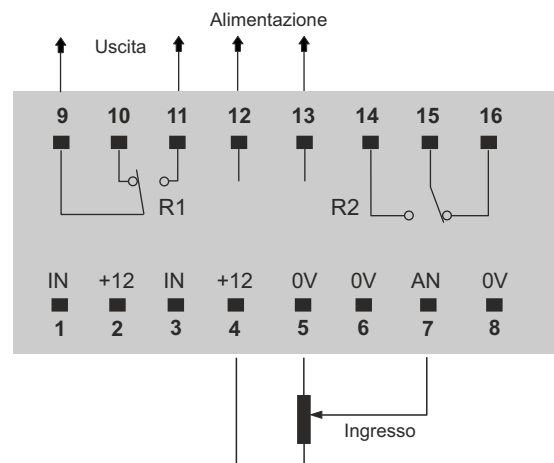 Alimentazione
Uscita
9 10 11 12 13 14 15 16
R1 R2
IN +12 IN +12 0V 0V AN 0V
1 2 3 4 5 6 7 8
Ingresso